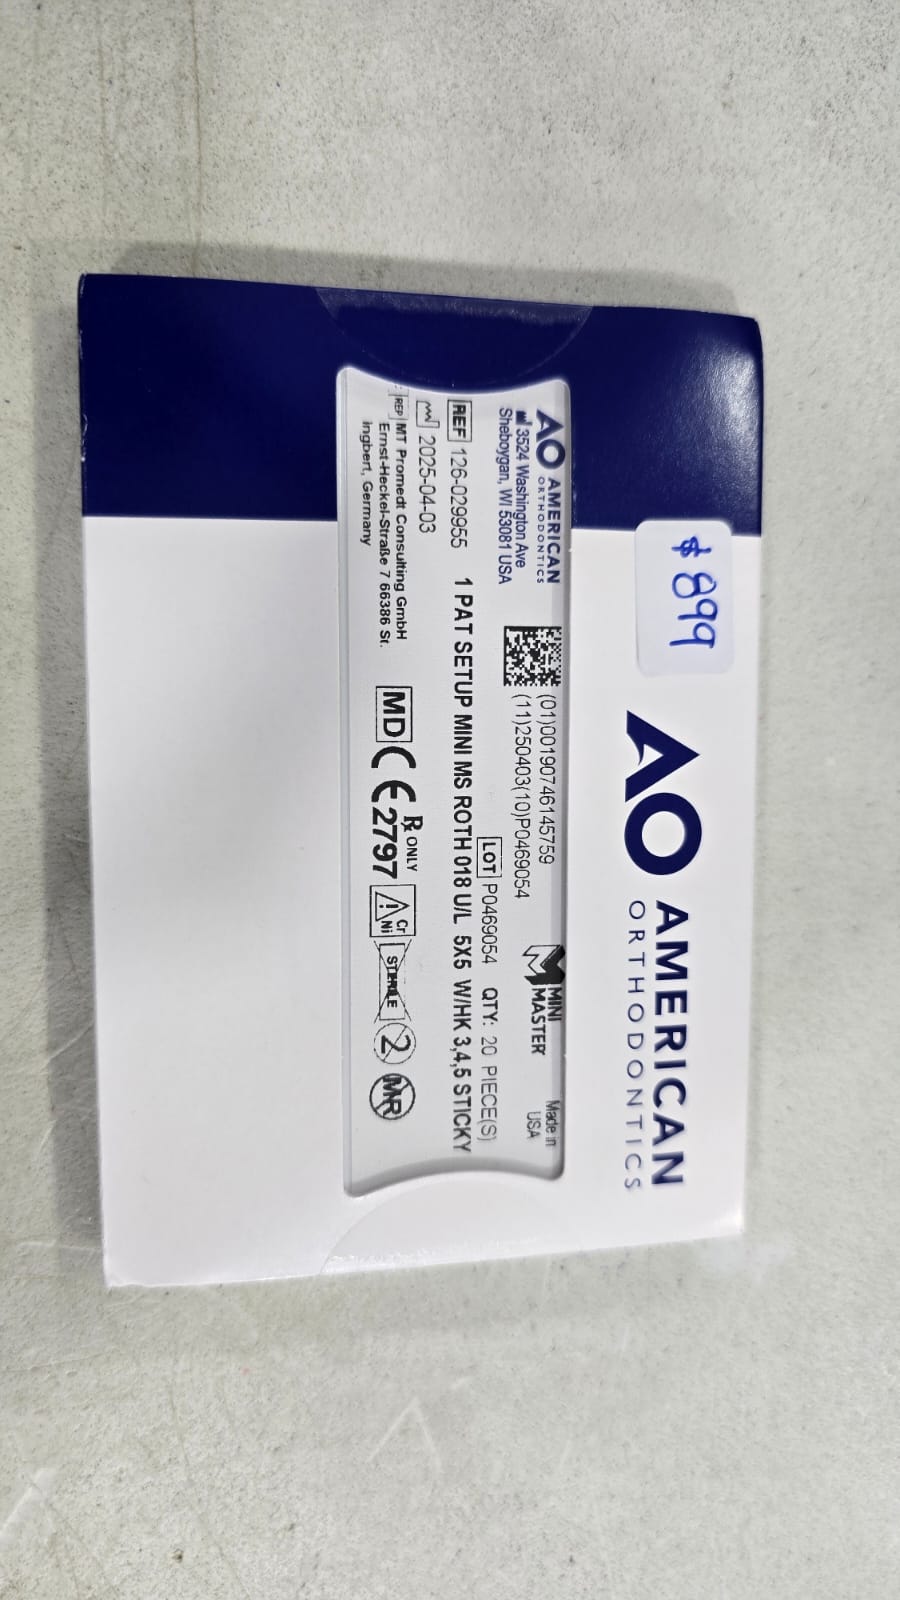 $ 899
AO AMERICAN
ORTHODONTICS
AO AMERICAN
ORTHODONTICS
3524 Washington Ave
Sheboygan, WI 53081 USA
(01)00190746145759
(11)250403(10)P0469054
MINI
MASTER
Made in
USA
LOT P0469054 QTY: 20 PIECE(S)
REF 126-029955 1 PAT SETUP MINI MS ROTH 018 U/L 5X5 W/HK 3,4,5 STICKY
2025-04-03
REP MT Promedt Consulting GmbH
Ernst-Heckel-Straße 7 66386 St.
Ingbert, Germany
MD CE 2797
Rx ONLY
Cr
Ni
STERILE
2
MR